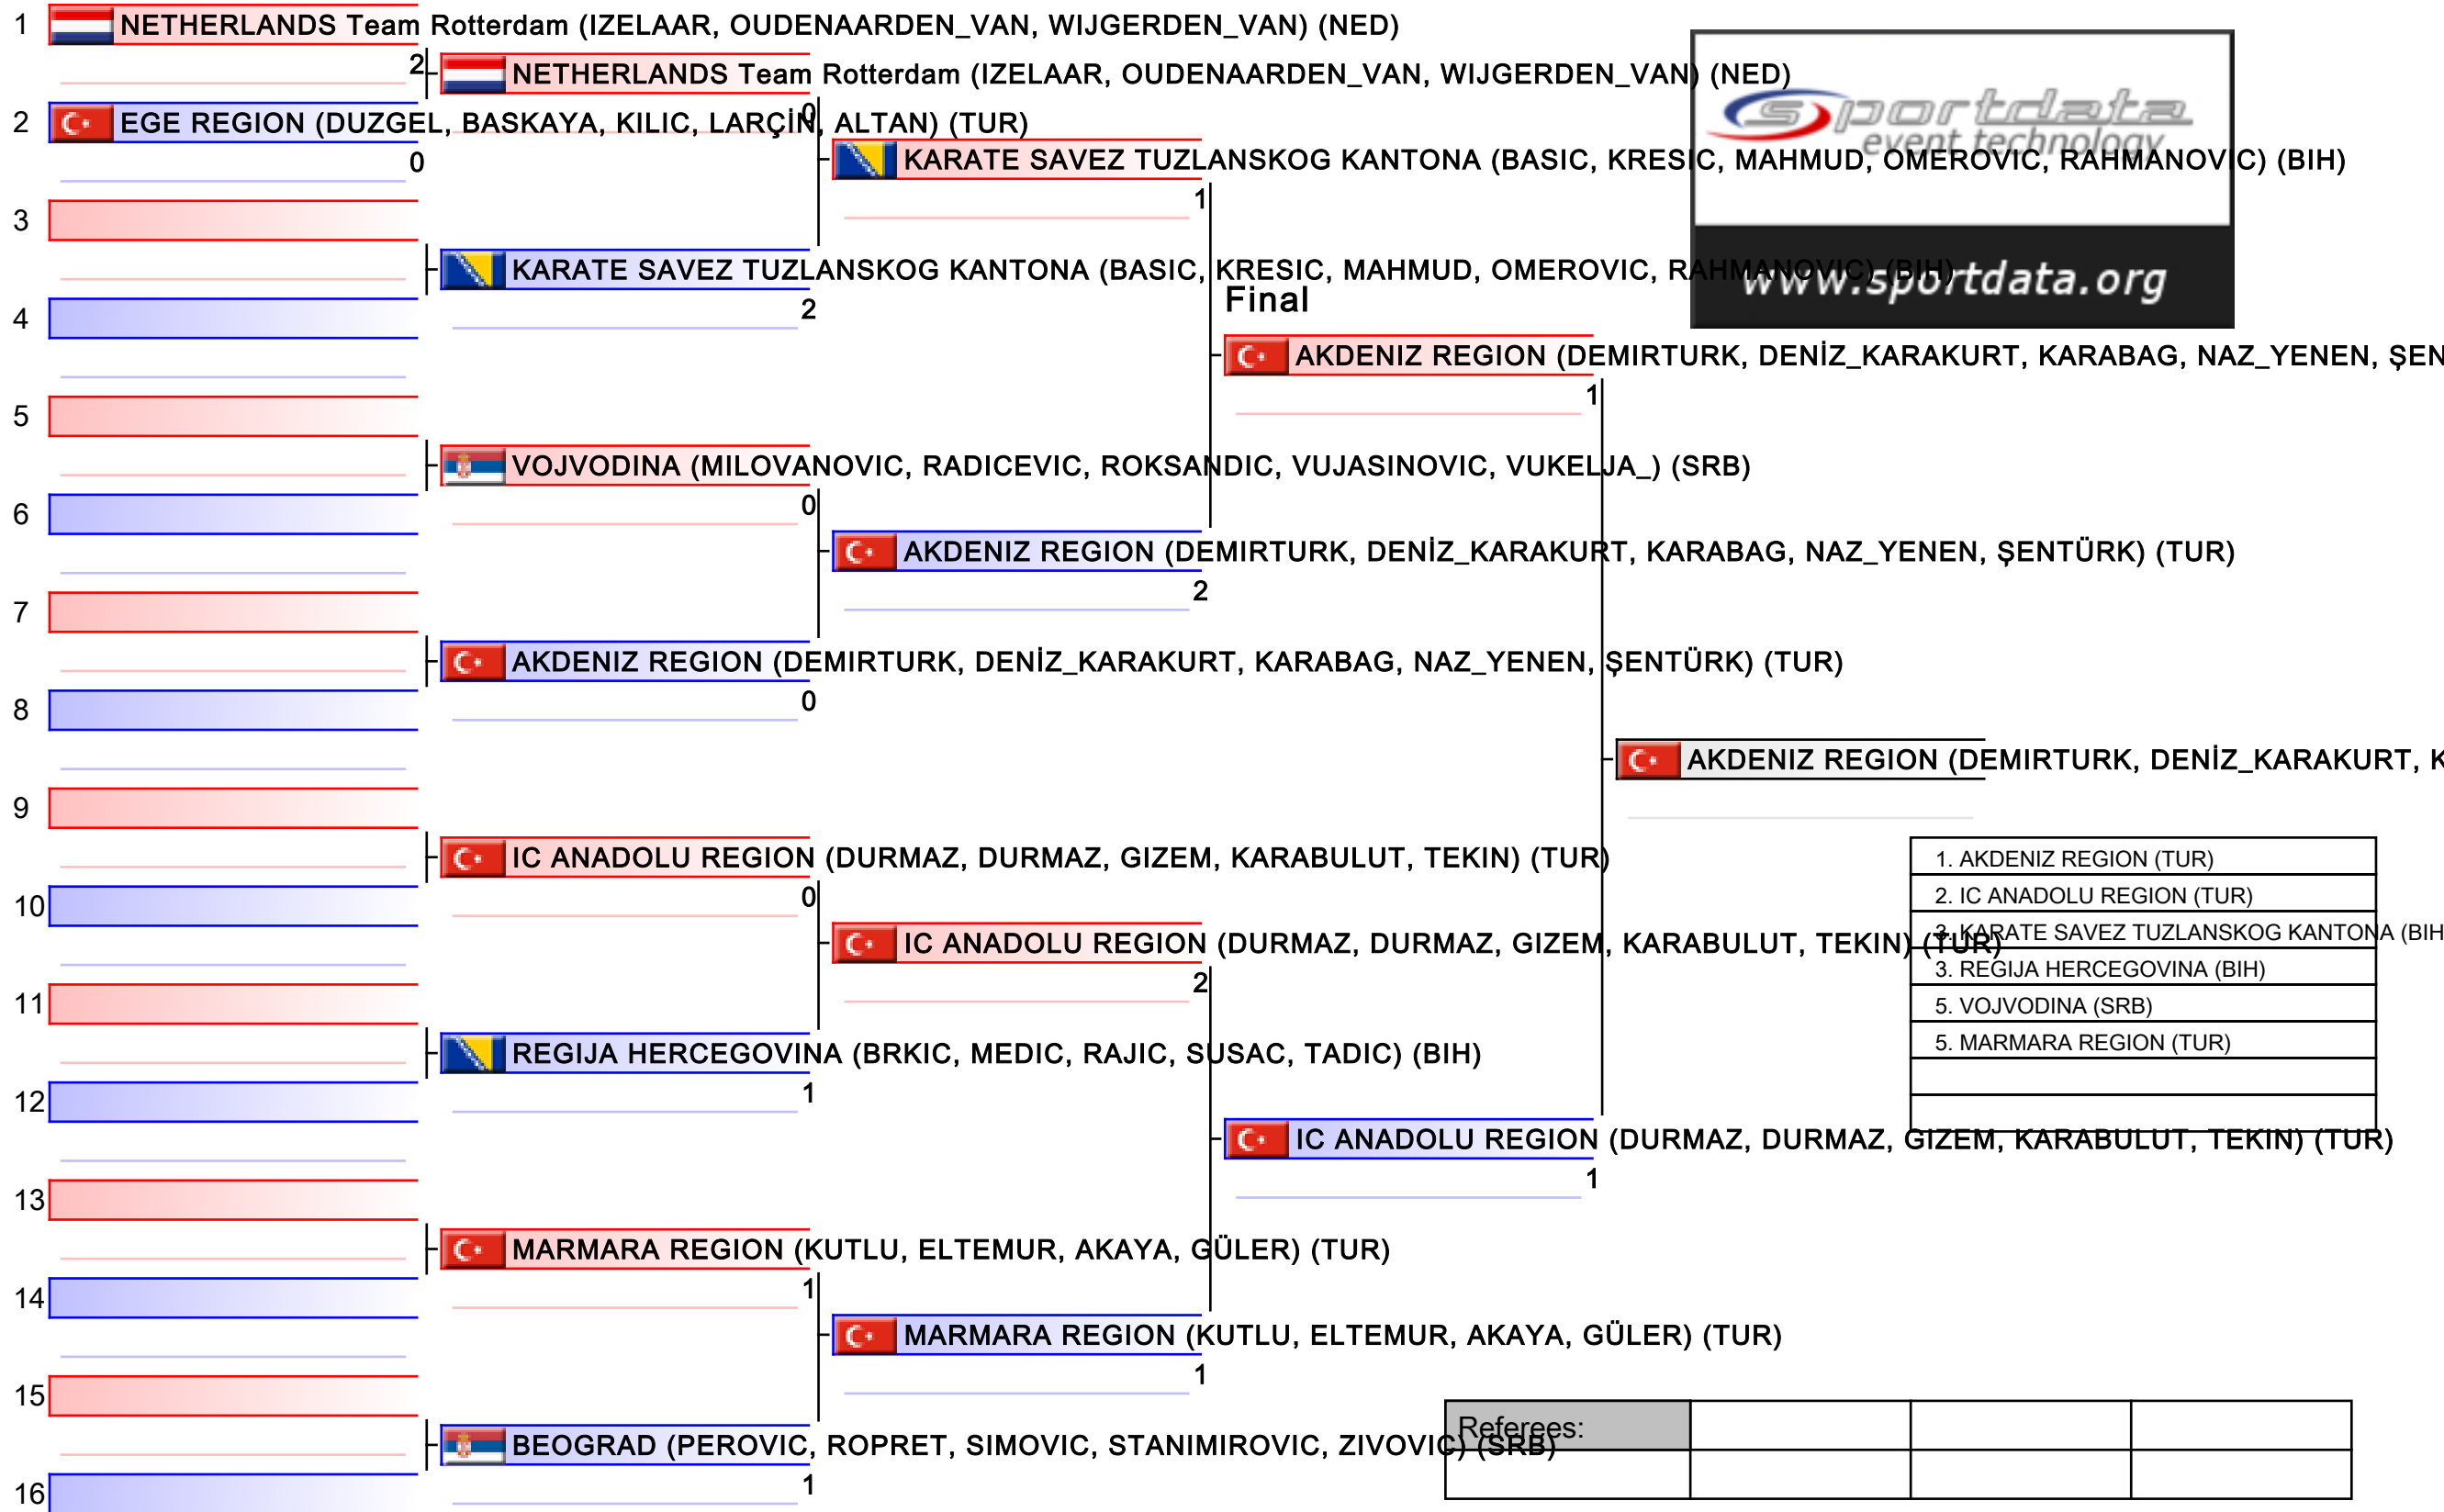 1 NETHERLANDS Team Rotterdam (IZELAAR, OUDENAARDEN_VAN, WIJGERDEN_VAN) (NED)
2
NETHERLANDS Team Rotterdam (IZELAAR, OUDENAARDEN_VAN, WIJGERDEN_VAN) (NED)
0
2 EGE REGION (DUZGEL, BASKAYA, KILIC, LARÇİN, ALTAN) (TUR)
0
sportdata
event technology
www.sportdata.org
KARATE SAVEZ TUZLANSKOG KANTONA (BASIC, KRESIC, MAHMUD, OMEROVIC, RAHMANOVIC) (BIH)
1
3
KARATE SAVEZ TUZLANSKOG KANTONA (BASIC, KRESIC, MAHMUD, OMEROVIC, RAHMANOVIC) (BIH)
2
Final
4
AKDENIZ REGION (DEMIRTURK, DENİZ_KARAKURT, KARABAG, NAZ_YENEN, ŞEN
1
5
VOJVODINA (MILOVANOVIC, RADICEVIC, ROKSANDIC, VUJASINOVIC, VUKELJA_) (SRB)
0
6
AKDENIZ REGION (DEMIRTURK, DENİZ_KARAKURT, KARABAG, NAZ_YENEN, ŞENTÜRK) (TUR)
2
7
AKDENIZ REGION (DEMIRTURK, DENİZ_KARAKURT, KARABAG, NAZ_YENEN, ŞENTÜRK) (TUR)
0
8
AKDENIZ REGION (DEMIRTURK, DENİZ_KARAKURT, K
9
IC ANADOLU REGION (DURMAZ, DURMAZ, GIZEM, KARABULUT, TEKIN) (TUR)
0
10
IC ANADOLU REGION (DURMAZ, DURMAZ, GIZEM, KARABULUT, TEKIN) (TUR)
2
1. AKDENIZ REGION (TUR)
2. IC ANADOLU REGION (TUR)
3. KARATE SAVEZ TUZLANSKOG KANTONA (BIH
3. REGIJA HERCEGOVINA (BIH)
5. VOJVODINA (SRB)
5. MARMARA REGION (TUR)
11
REGIJA HERCEGOVINA (BRKIC, MEDIC, RAJIC, SUSAC, TADIC) (BIH)
1
12
IC ANADOLU REGION (DURMAZ, DURMAZ, GIZEM, KARABULUT, TEKIN) (TUR)
1
13
MARMARA REGION (KUTLU, ELTEMUR, AKAYA, GÜLER) (TUR)
1
14
MARMARA REGION (KUTLU, ELTEMUR, AKAYA, GÜLER) (TUR)
1
15
BEOGRAD (PEROVIC, ROPRET, SIMOVIC, STANIMIROVIC, ZIVOVIC) (SRB)
1
16
Referees: